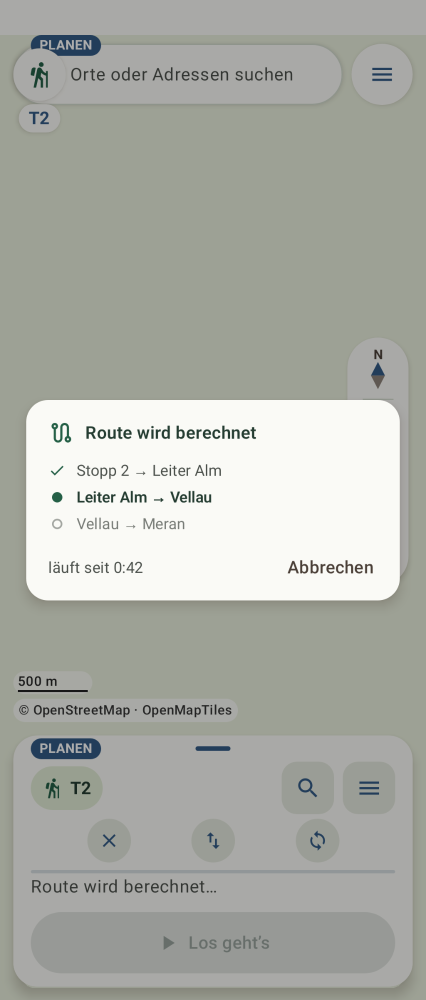 PLANEN
Orte oder Adressen suchen
T2
N
Route wird berechnet
Stopp 2 → Leiter Alm
Leiter Alm → Vellau
Vellau → Meran
läuft seit 0:42
Abbrechen
500 m
© OpenStreetMap · OpenMapTiles
PLANEN
T2
Route wird berechnet…
Los geht's